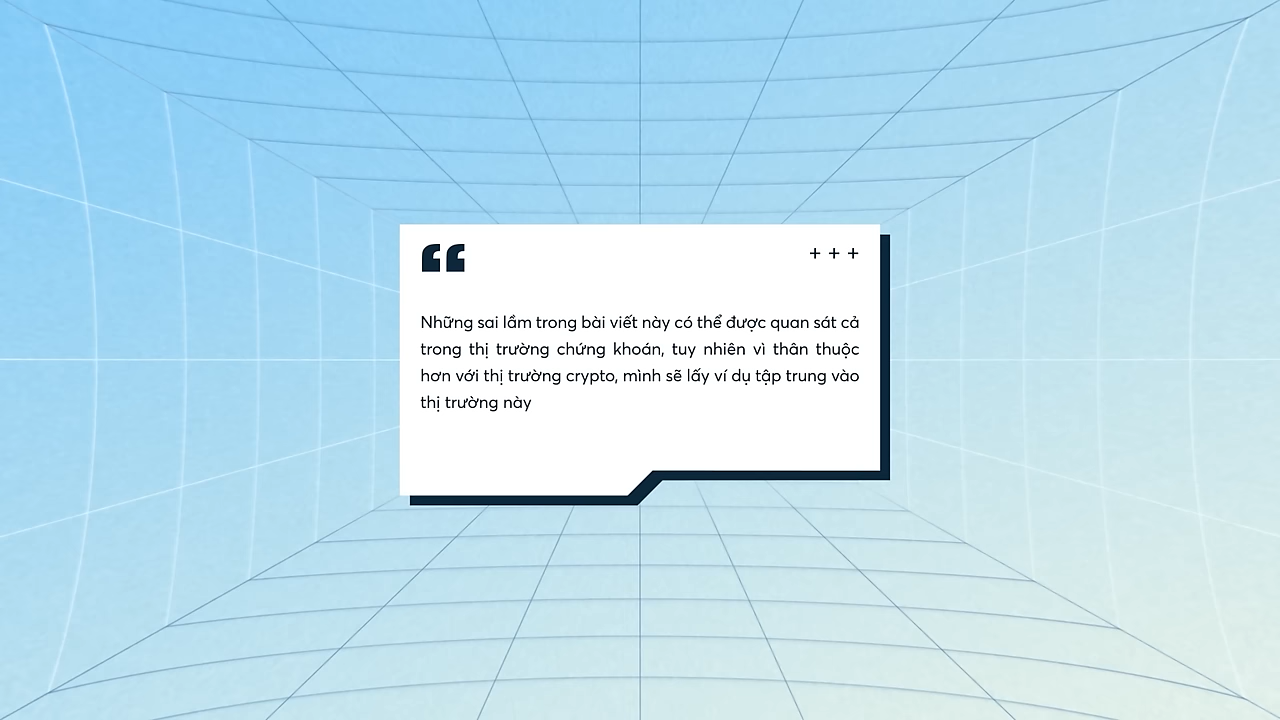 “
+ + +
Những sai lầm trong bài viết này có thể được quan sát cả
trong thị trường chứng khoán, tuy nhiên vì thân thuộc
hơn với thị trường crypto, mình sẽ lấy ví dụ tập trung vào
thị trường này